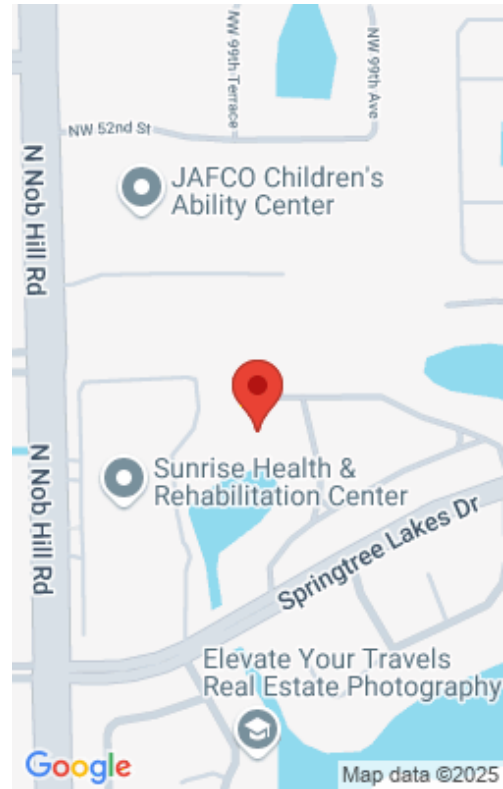 NW 99th Terrace
NW 99th Ave
NW 52nd St
N Nob Hill Rd
JAFCO Children's
Ability Center
N Nob Hill Rd
Sunrise Health &
Rehabilitation Center
Springtree Lakes Dr
Elevate Your Travels
Real Estate Photography
Google
Map data ©2025